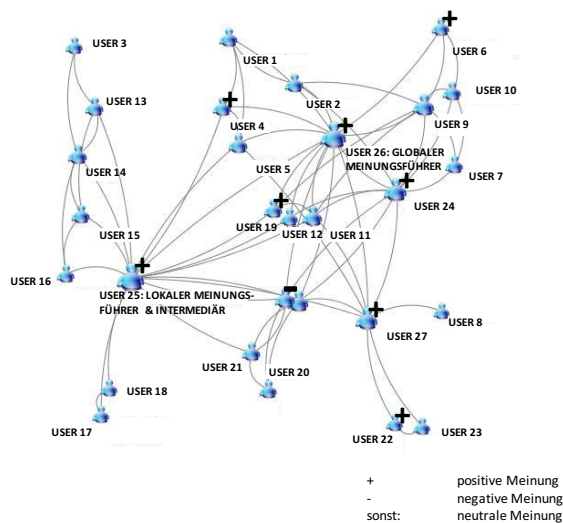 +
USER 3
USER 1
USER 6
USER 10
USER 13
+
USER 2
USER 4
+
USER 9
USER 26: GLOBALER
MEINUNGSFÜHRER
USER 5
USER 7
USER 14
+
USER 24
+
USER 19
USER 12
USER 11
USER 15
+
USER 16
USER 25: LOKALER MEINUNGS-
FÜHRER & INTERMEDIÄR
-
+
USER 8
USER 27
USER 21
USER 20
USER 18
USER 17
+
USER 22
USER 23
+ positive Meinung
- negative Meinung
sonst: neutrale Meinung